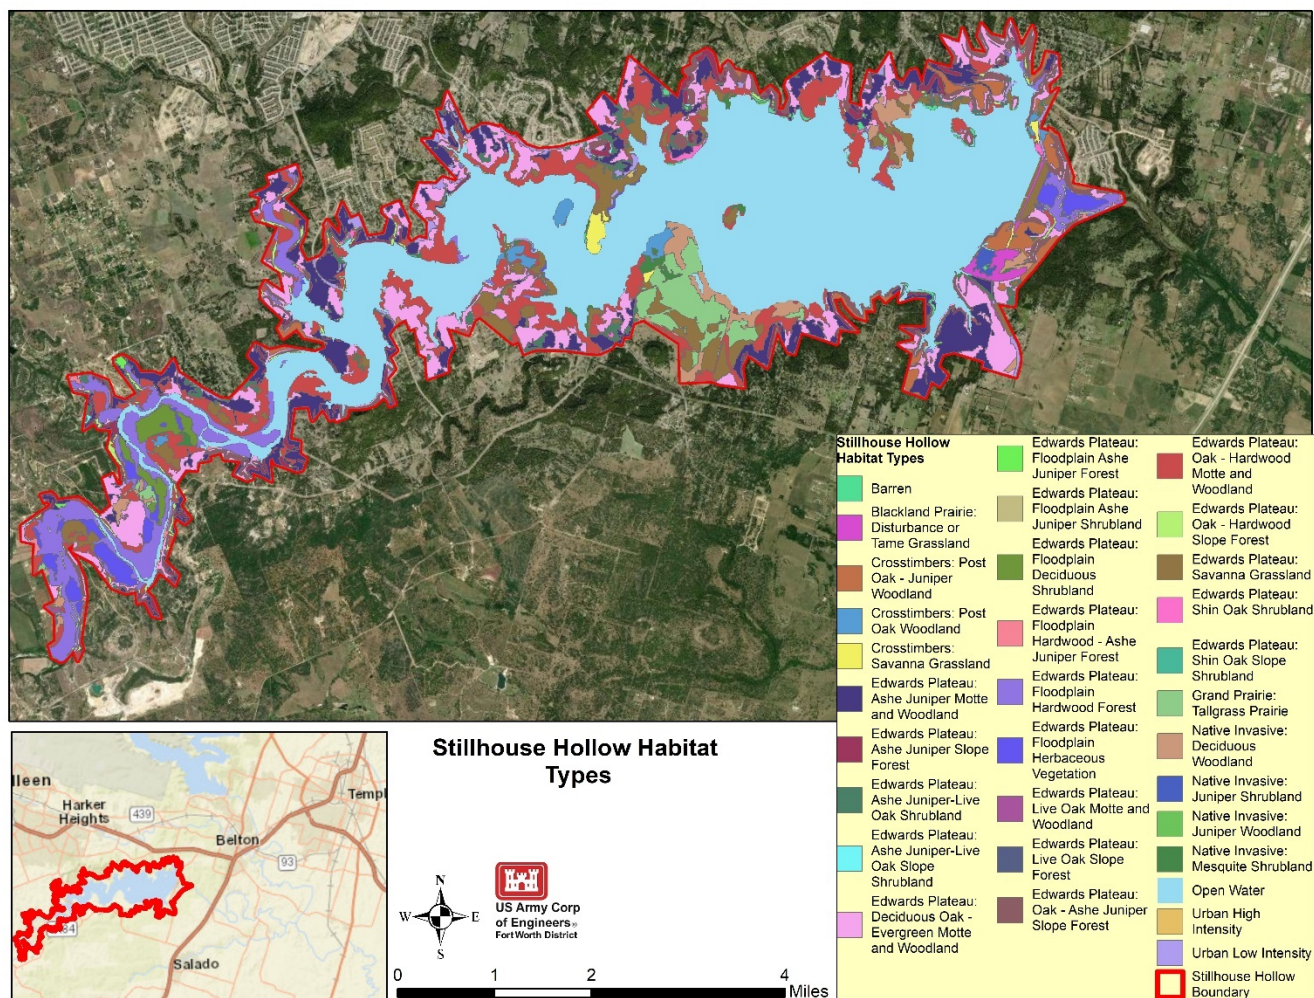 Stillhouse Hollow
Habitat Types
Barren
Blackland Prairie:
Disturbance or
Tame Grassland
Crosstimbers: Post
Oak - Juniper
Woodland
Crosstimbers: Post
Oak Woodland
Crosstimbers:
Savanna Grassland
Edwards Plateau:
Ashe Juniper Motte
and Woodland
Edwards Plateau:
Ashe Juniper Slope
Forest
Edwards Plateau:
Ashe Juniper-Live
Oak Shrubland
Edwards Plateau:
Ashe Juniper-Live
Oak Slope
Shrubland
Edwards Plateau:
Deciduous Oak -
Evergreen Motte
and Woodland
Edwards Plateau:
Floodplain Ashe
Juniper Forest
Edwards Plateau:
Floodplain Ashe
Juniper Shrubland
Edwards Plateau:
Floodplain
Deciduous
Shrubland
Edwards Plateau:
Floodplain
Hardwood - Ashe
Juniper Forest
Edwards Plateau:
Floodplain
Hardwood Forest
Edwards Plateau:
Floodplain
Herbaceous
Vegetation
Edwards Plateau:
Live Oak Motte and
Woodland
Edwards Plateau:
Live Oak Slope
Forest
Edwards Plateau:
Oak - Ashe Juniper
Slope Forest
Edwards Plateau:
Oak - Hardwood
Motte and
Woodland
Edwards Plateau:
Oak - Hardwood
Slope Forest
Edwards Plateau:
Savanna Grassland
Edwards Plateau:
Shin Oak Shrubland
Edwards Plateau:
Shin Oak Slope
Shrubland
Grand Prairie:
Tallgrass Prairie
Native Invasive:
Deciduous
Woodland
Native Invasive:
Juniper Shrubland
Native Invasive:
Juniper Woodland
Native Invasive:
Mesquite Shrubland
Open Water
Urban High
Intensity
Urban Low Intensity
Stillhouse Hollow
Boundary
Stillhouse Hollow Habitat
Types
lleen
Harker
Heights
439
Templ
Belton
93
Salado
N
W E
S
US Army Corp
of Engineers®
Fort Worth District
0 1 2 4
Miles